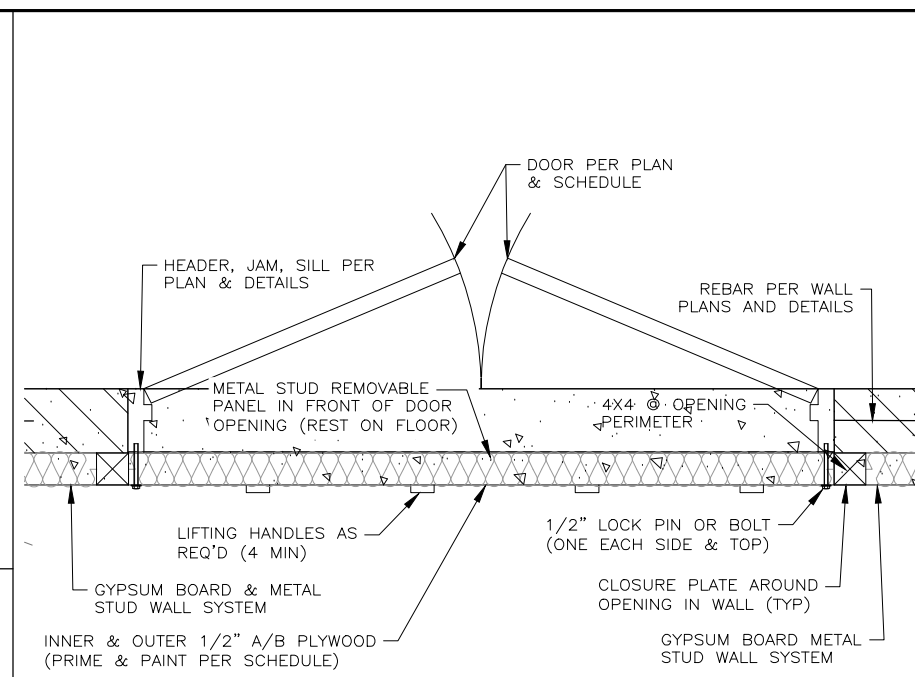 DOOR PER PLAN
& SCHEDULE
HEADER, JAM, SILL PER
PLAN & DETAILS
REBAR PER WALL
PLANS AND DETAILS
METAL STUD REMOVABLE
PANEL IN FRONT OF DOOR
OPENING (REST ON FLOOR)
4X4 @ OPENING
PERIMETER
LIFTING HANDLES AS
REQ'D (4 MIN)
1/2" LOCK PIN OR BOLT
(ONE EACH SIDE & TOP)
GYPSUM BOARD & METAL
STUD WALL SYSTEM
CLOSURE PLATE AROUND
OPENING IN WALL (TYP)
INNER & OUTER 1/2" A/B PLYWOOD
(PRIME & PAINT PER SCHEDULE)
GYPSUM BOARD METAL
STUD WALL SYSTEM